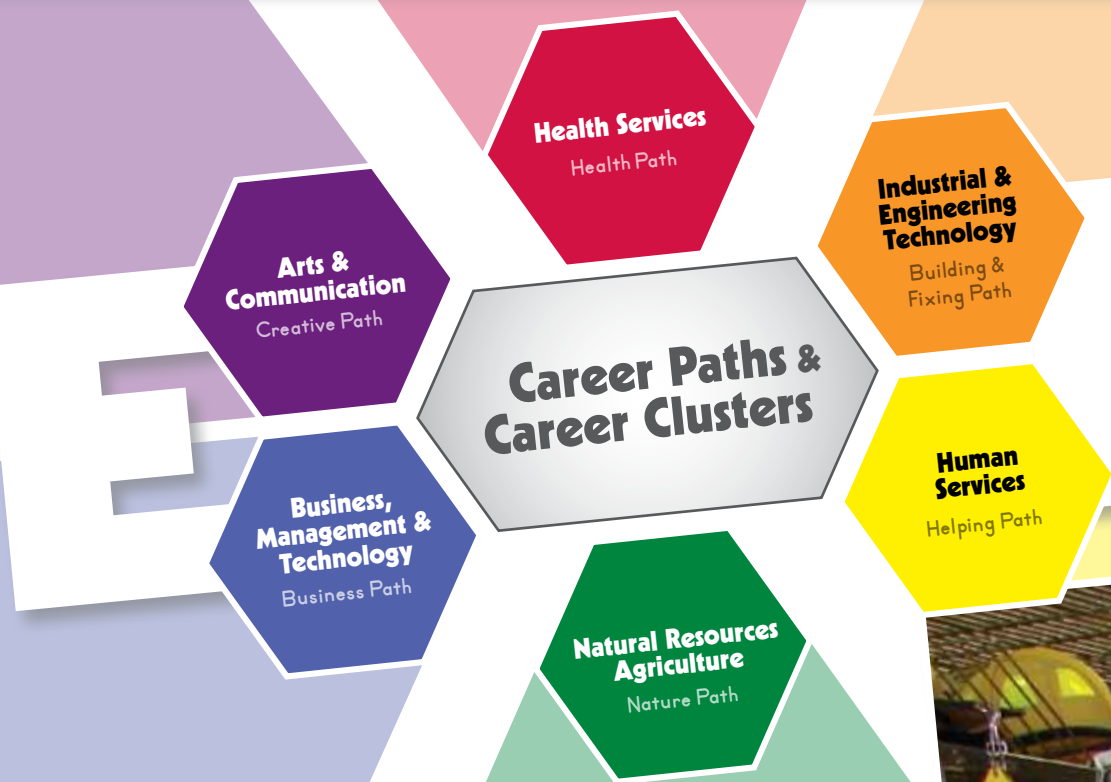 Health Services
Health Path
Industrial &
Engineering
Technology
Building &
Fixing Path
Arts &
Communication
Creative Path
Career Paths &
Career Clusters
Human
Services
Helping Path
Business,
Management &
Technology
Business Path
Natural Resources
Agriculture
Nature Path
E